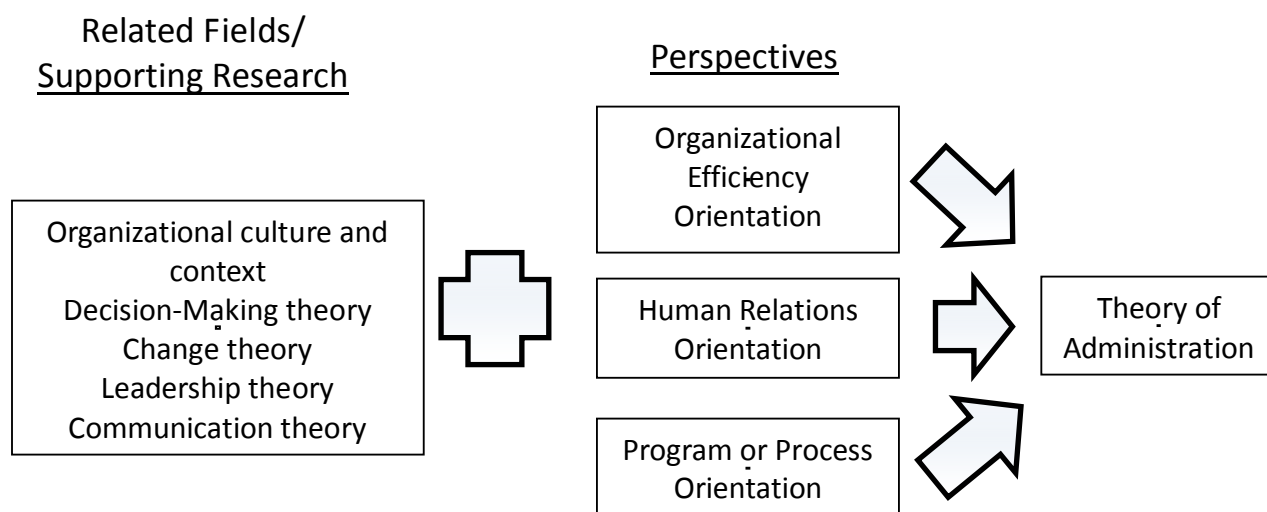 Related Fields/
Supporting Research
Organizational culture and
context
Decision-Making theory
Change theory
Leadership theory
Communication theory
Perspectives
Organizational
Efficiency
Orientation
Human Relations
Orientation
Program or Process
Orientation
Theory of
Administration